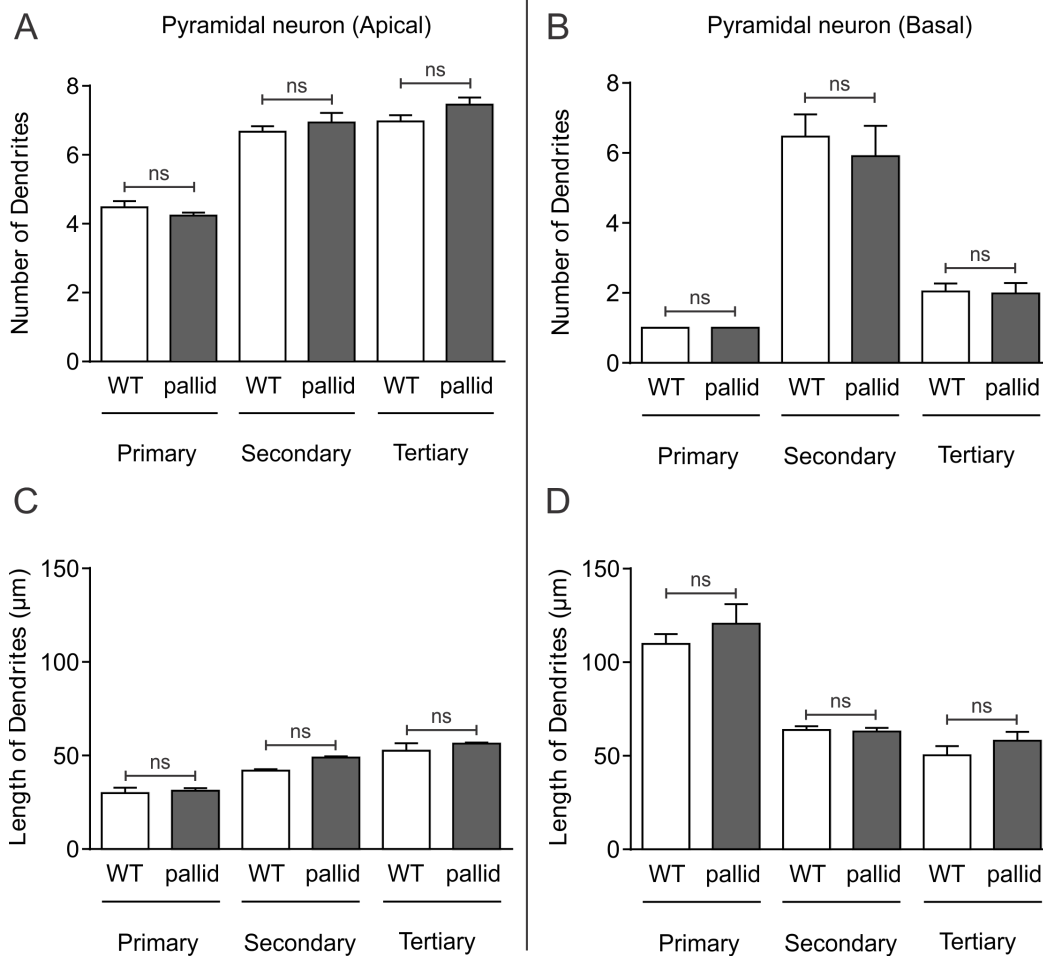 A
Pyramidal neuron (Apical)
Number of Dendrites
8
6
4
2
0
ns
ns
ns
WT pallid WT pallid WT pallid
Primary Secondary Tertiary
B
Pyramidal neuron (Basal)
Number of Dendrites
8
6
4
2
0
ns
ns
ns
WT pallid WT pallid WT pallid
Primary Secondary Tertiary
C
Length of Dendrites (µm)
150
100
50
0
ns
ns
ns
WT pallid WT pallid WT pallid
Primary Secondary Tertiary
D
Length of Dendrites (µm)
150
100
50
0
ns
ns
ns
WT pallid WT pallid WT pallid
Primary Secondary Tertiary